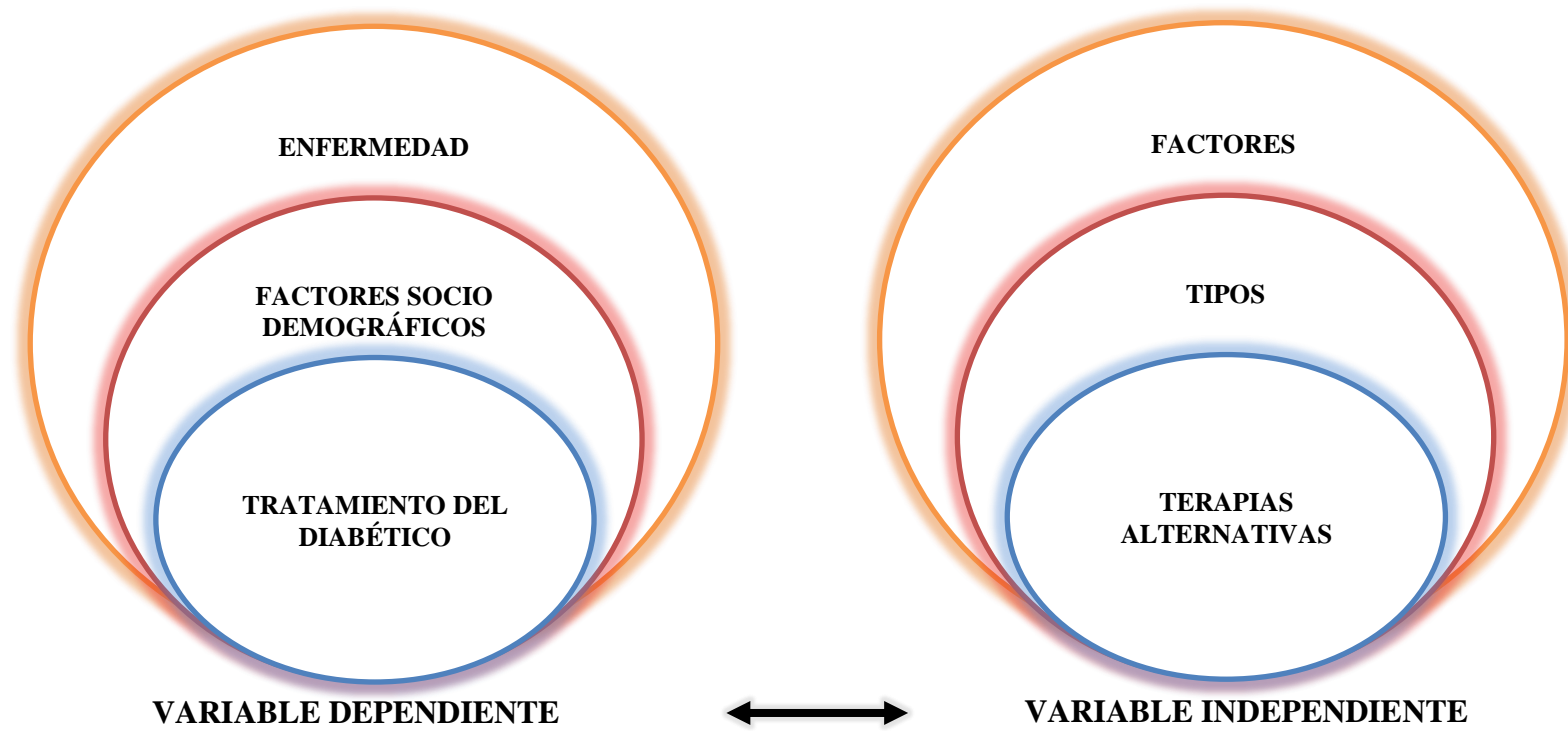 ENFERMEDAD
FACTORES SOCIO
DEMOGRÁFICOS
TRATAMIENTO DEL
DIABÉTICO
VARIABLE DEPENDIENTE
FACTORES
TIPOS
TERAPIAS
ALTERNATIVAS
VARIABLE INDEPENDIENTE